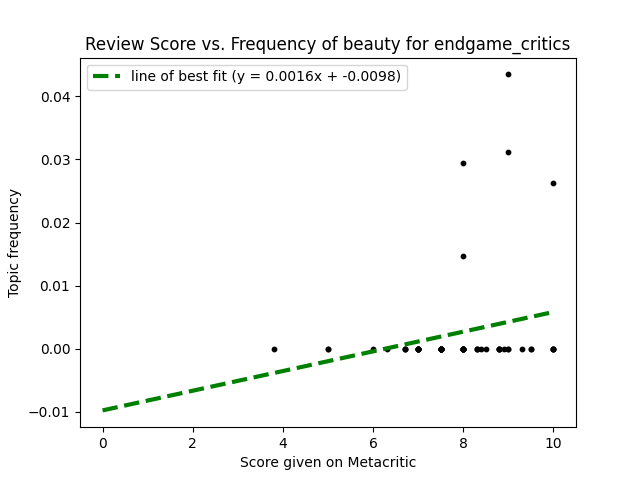 Review Score vs. Frequency of beauty for endgame_critics
line of best fit (y = 0.0016x + -0.0098)
0.04
0.03
0.02
0.01
0.00
−0.01
Topic frequency
0 2 4 6 8 10
Score given on Metacritic